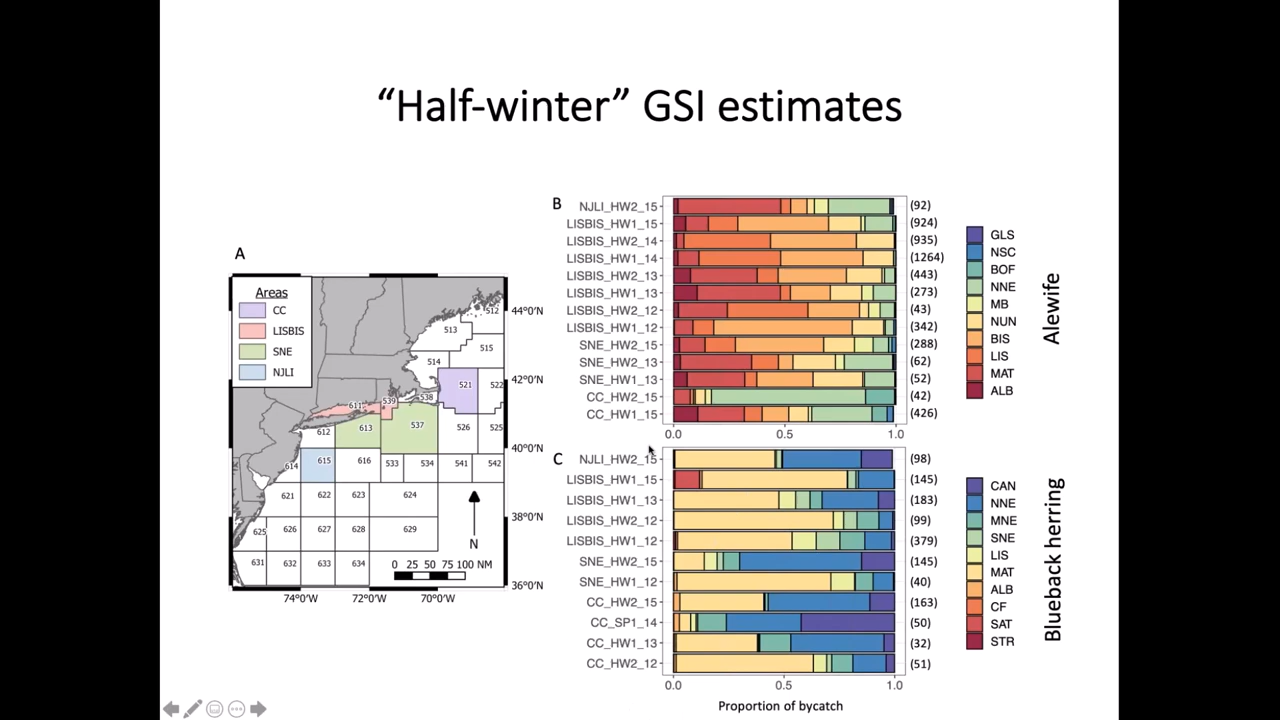 “Half-winter” GSI estimates
A
Areas
CC
LISBIS
SNE
NJLI
512
513
515
514
521
522
611
539
538
612
613
537
526
525
614
615
616
533
534
541
542
621
622
623
624
625
626
627
628
629
631
632
633
634
N
0 25 50 75 100 NM
44°0'N
42°0'N
40°0'N
38°0'N
36°0'N
74°0'W 72°0'W 70°0'W
B
NJLI_HW2_15 (92)
LISBIS_HW1_15 (924)
LISBIS_HW2_14 (935)
LISBIS_HW1_14 (1264)
LISBIS_HW2_13 (443)
LISBIS_HW1_13 (273)
LISBIS_HW2_12 (43)
LISBIS_HW1_12 (342)
SNE_HW2_15 (288)
SNE_HW2_13 (62)
SNE_HW1_13 (52)
CC_HW2_15 (42)
CC_HW1_15 (426)
0.0 0.5 1.0
GLS
NSC
BOF
NNE
MB
NUN
BIS
LIS
MAT
ALB
Alewife
C
NJLI_HW2_15 (98)
LISBIS_HW1_15 (145)
LISBIS_HW1_13 (183)
LISBIS_HW2_12 (99)
LISBIS_HW1_12 (379)
SNE_HW2_15 (145)
SNE_HW1_12 (40)
CC_HW2_15 (163)
CC_SP1_14 (50)
CC_HW1_13 (32)
CC_HW2_12 (51)
0.0 0.5 1.0
Proportion of bycatch
CAN
NNE
MNE
SNE
LIS
MAT
ALB
CF
SAT
STR
Blueback herring